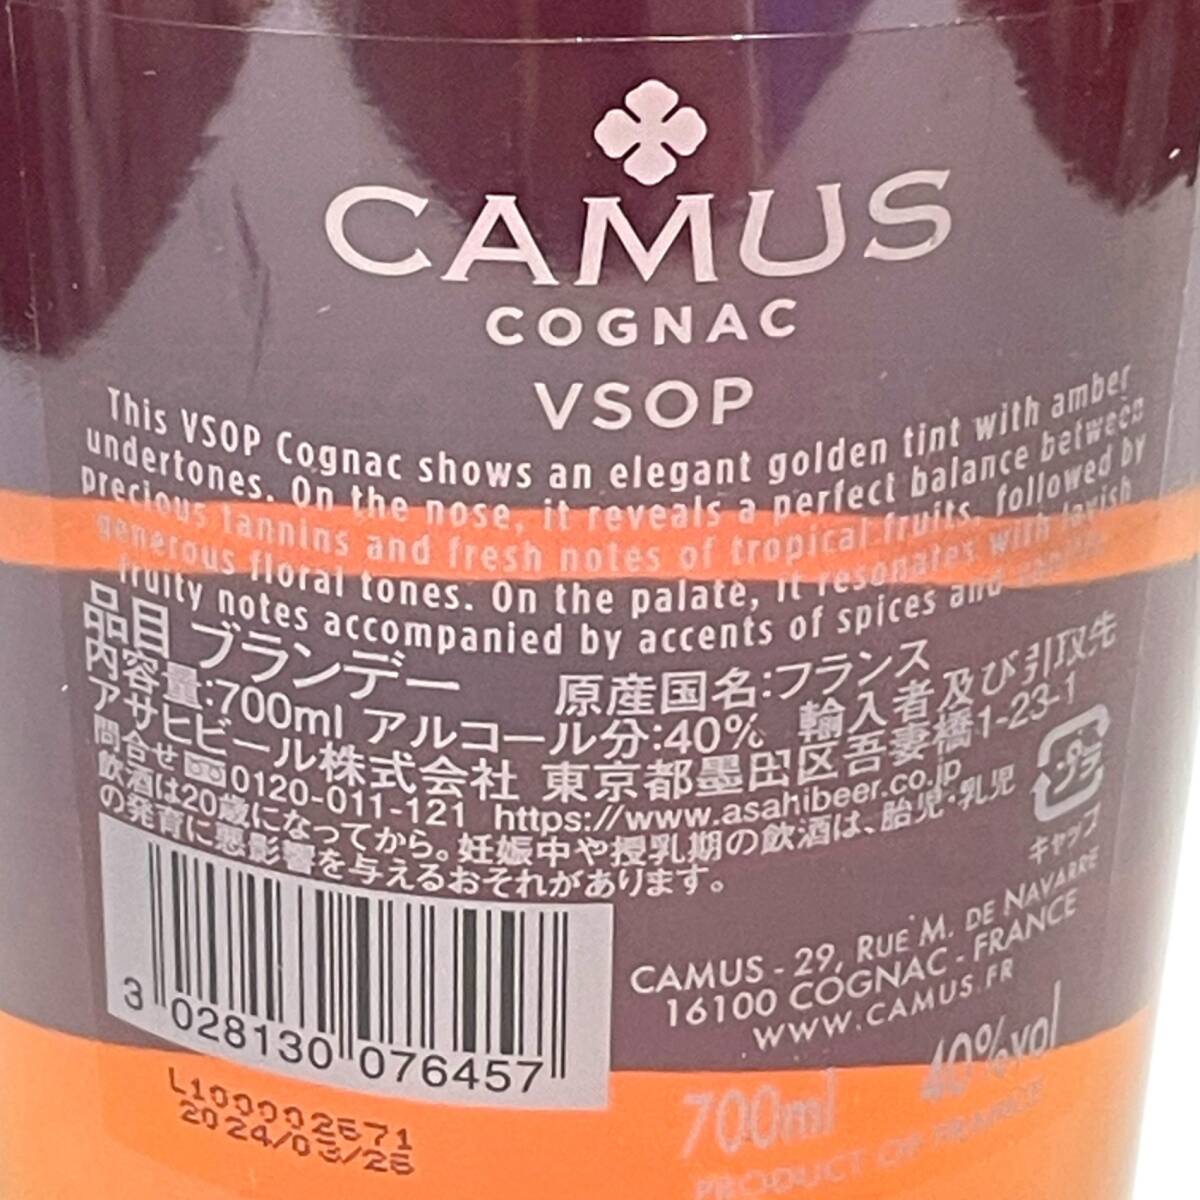 CAMUS
COGNAC
VSOP
This VSOP Cognac shows an elegant golden tint with amber
undertones. On the nose, it reveals a perfect balance between
precious tannins and fresh notes of tropical fruits, followed by
generous floral tones. On the palate, it resonates with lavish
fruity notes accompanied by accents of spices and
品目 ブランデー 原産国名:フランス
内容量:700ml アルコール分:40% 輸入者及び引取先
アサヒビール株式会社 東京都墨田区吾妻橋1-23-1
問合せ 0120-011-121 https://www.asahibeer.co.jp
飲酒は20歳になってから。妊娠中や授乳期の飲酒は、胎児・乳児
の発育に悪影響を与えるおそれがあります。
プラ
キャップ
CAMUS - 29, RUE M. DE NAVARRE
16100 COGNAC - FRANCE
WWW.CAMUS.FR
3 028130 076457
700ml 40%vol
PRODUCT OF FRANCE
L100002571
2024/03/26